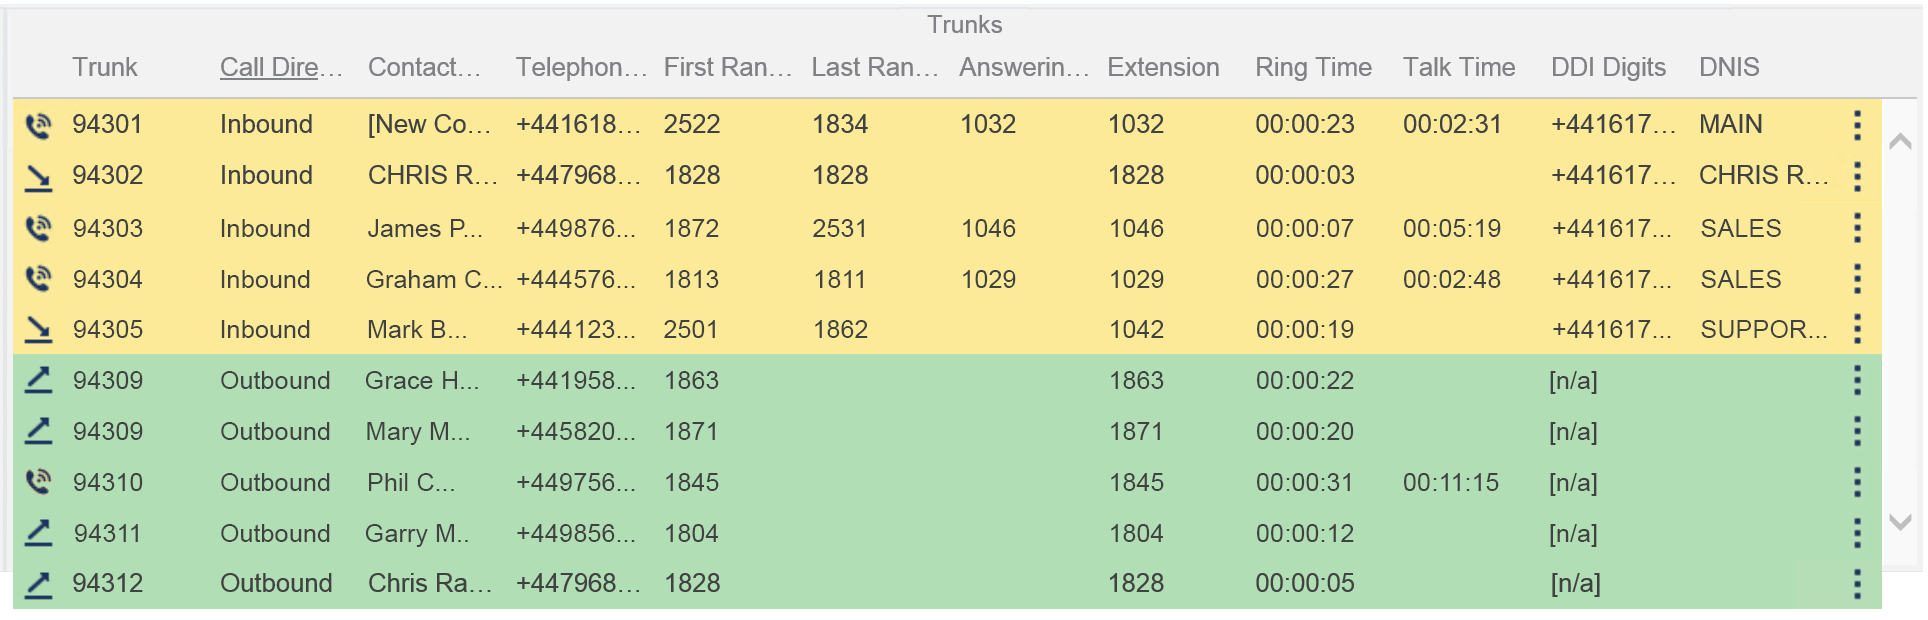 Trunks
Trunk Call Dire… Contact… Telephon… First Ran… Last Ran… Answerin… Extension Ring Time Talk Time DDI Digits DNIS
94301 Inbound [New Co… +441618… 2522 1834 1032 1032 00:00:23 00:02:31 +441617… MAIN
94302 Inbound CHRIS R… +447968… 1828 1828 1828 00:00:03 +441617… CHRIS R…
94303 Inbound James P... +449876... 1872 2531 1046 1046 00:00:07 00:05:19 +441617... SALES
94304 Inbound Graham C... +444576... 1813 1811 1029 1029 00:00:27 00:02:48 +441617... SALES
94305 Inbound Mark B... +444123... 2501 1862 1042 00:00:19 +441617... SUPPOR...
94309 Outbound Grace H... +441958... 1863 1863 00:00:22 [n/a]
94309 Outbound Mary M... +445820... 1871 1871 00:00:20 [n/a]
94310 Outbound Phil C... +449756... 1845 1845 00:00:31 00:11:15 [n/a]
94311 Outbound Garry M.. +449856... 1804 1804 00:00:12 [n/a]
94312 Outbound Chris Ra… +447968… 1828 1828 00:00:05 [n/a]